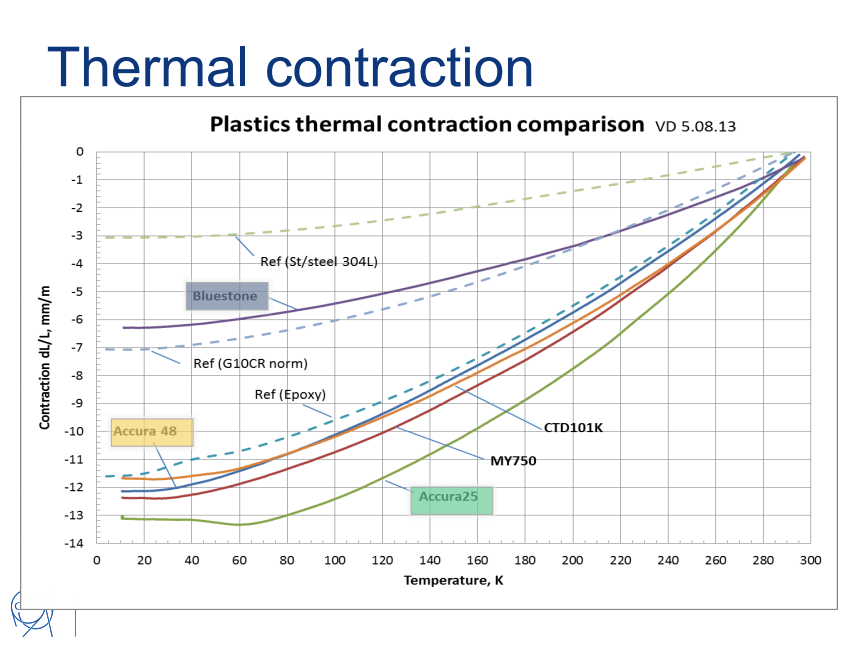 Thermal contraction
Plastics thermal contraction comparison VD 5.08.13
0
-1
-2
-3
-4
-5
-6
-7
-8
-9
-10
-11
-12
-13
-14
Contraction dL/L, mm/m
Ref (St/steel 304L)
Bluestone
Ref (G10CR norm)
Ref (Epoxy)
Accura 48
CTD101K
MY750
Accura25
0 20 40 60 80 100 120 140 160 180 200 220 240 260 280 300
Temperature, K